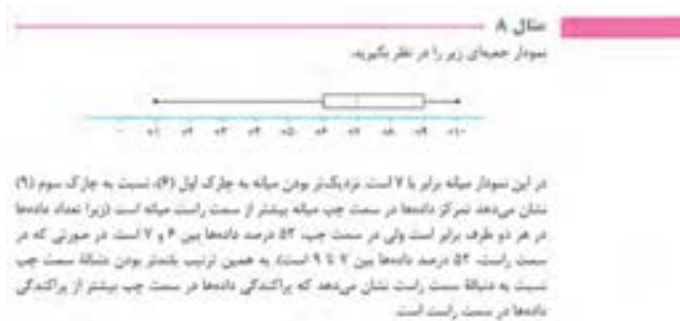 مثال A
نمودار جعبه‌ای زیر را در نظر بگیرید.
۰ ۱ ۲ ۳ ۴ ۵ ۶ ۷ ۸ ۹ ۱۰
در این نمودار میانه برابر با ۷ است. نزدیک‌تر بودن میانه به چارک اول (۶)، نسبت به چارک سوم (۹)
نشان می‌دهد تمرکز داده‌ها در سمت چپ میانه بیشتر از سمت راست میانه است (زیرا تعداد داده‌ها
در هر دو طرف برابر است ولی در سمت چپ، ۵۲ درصد داده‌ها بین ۶ و ۷ است. در صورتی که در
سمت راست، ۵۲ درصد داده‌ها بین ۷ تا ۹ است). به همین ترتیب بلندتر بودن دنبالهٔ سمت چپ
نسبت به دنبالهٔ سمت راست نشان می‌دهد که پراکندگی داده‌ها در سمت چپ بیشتر از پراکندگی
داده‌ها در سمت راست است.